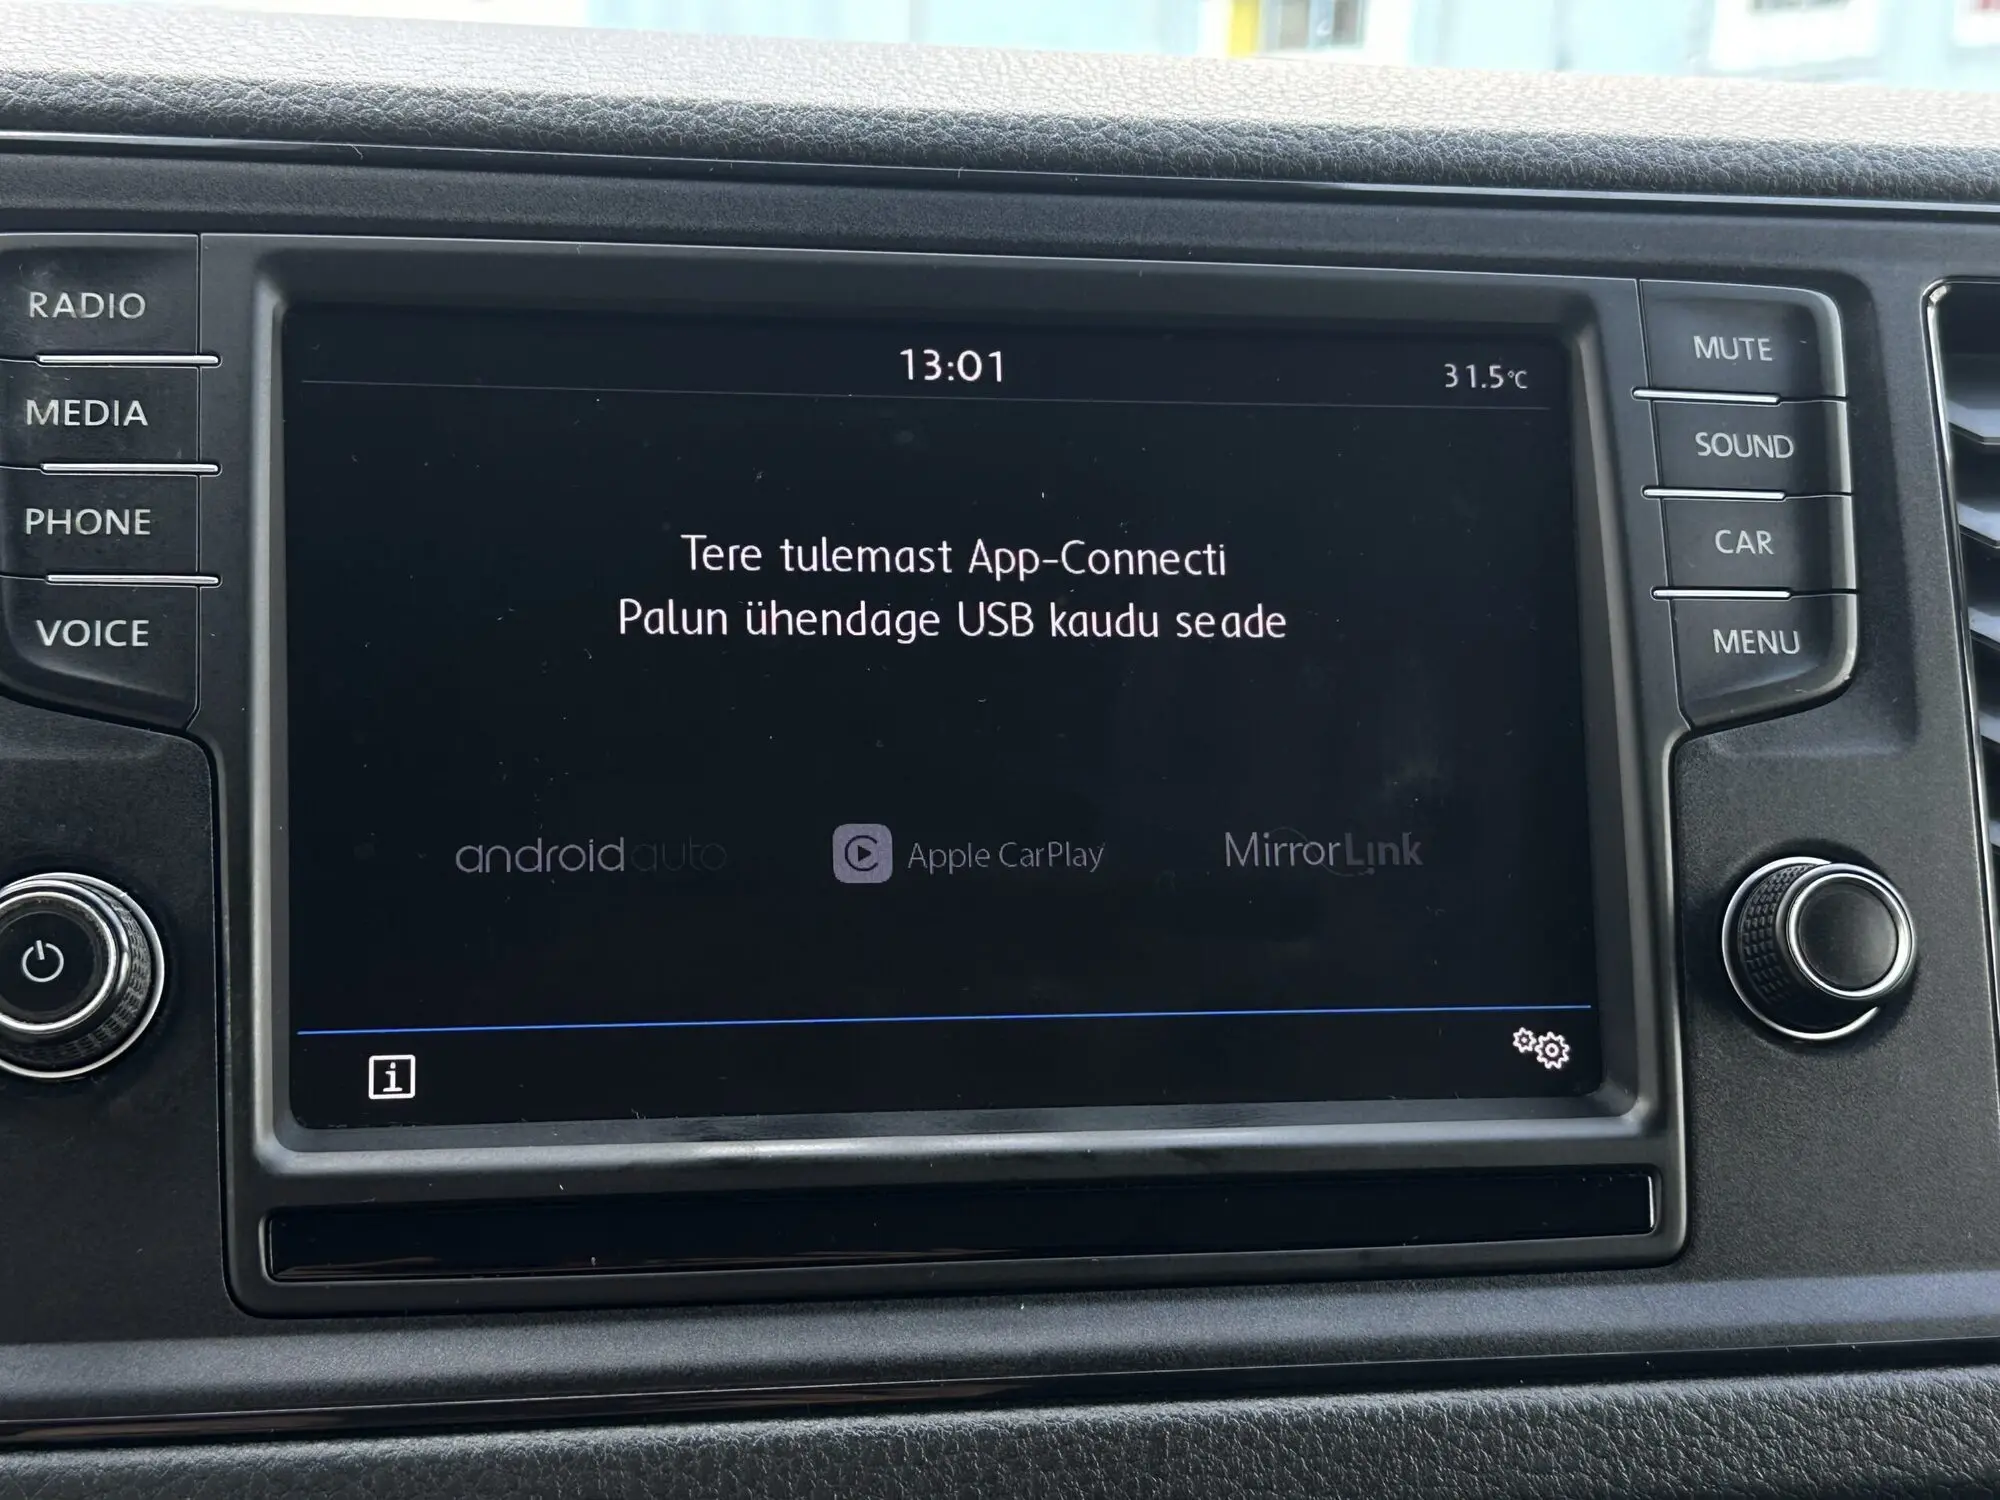 RADIO
MEDIA
PHONE
VOICE
13:01
31.5°C
Tere tulemast App-Connecti
Palun ühendage USB kaudu seade
androidauto
Apple CarPlay
MirrorLink
i
MUTE
SOUND
CAR
MENU